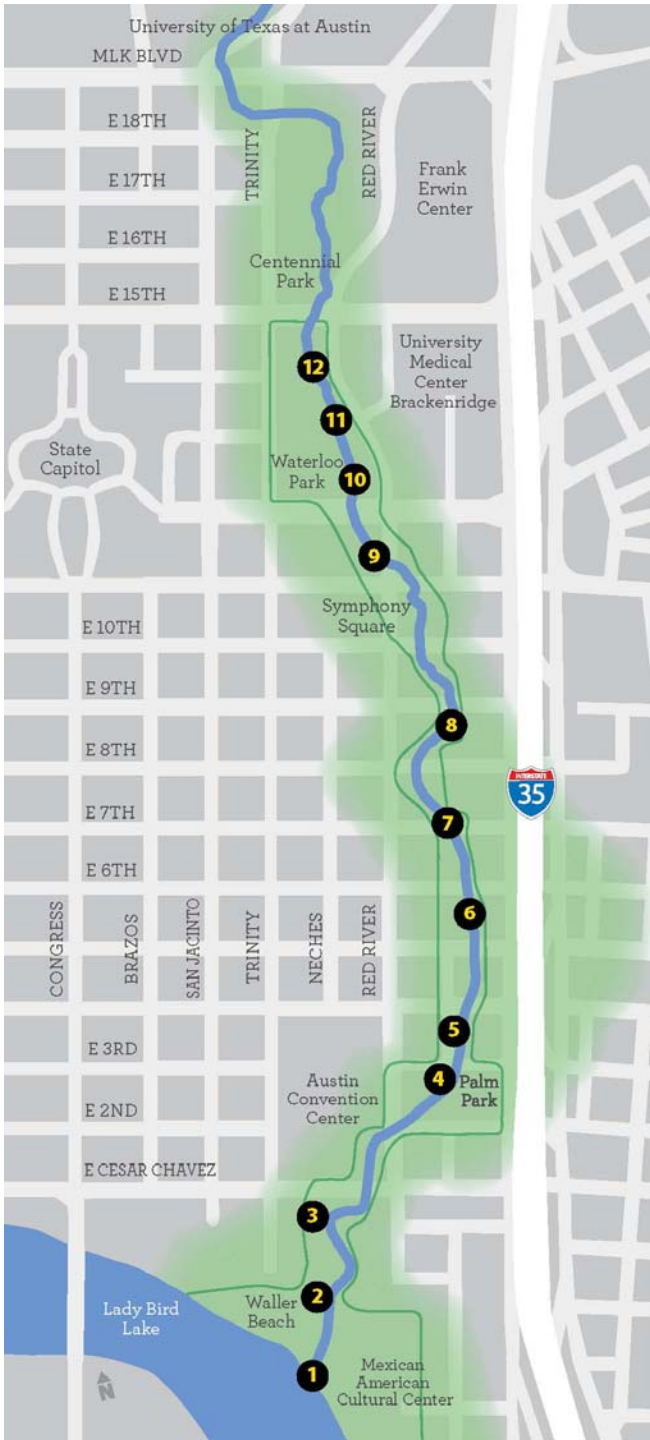 University of Texas at Austin
MLK BLVD
E 18TH
TRINITY
RED RIVER
E 17TH
Frank
Erwin
Center
E 16TH
Centennial
Park
E 15TH
University
Medical
Center
Brackenridge
12
11
State
Capitol
Waterloo
Park
10
9
Symphony
Square
E 10TH
E 9TH
8
E 8TH
INTERSTATE
35
E 7TH
7
E 6TH
6
CONGRESS
BRAZOS
SAN JACINTO
TRINITY
NECHES
RED RIVER
5
E 3RD
4
Palm
Park
Austin
Convention
Center
E 2ND
E CESAR CHAVEZ
3
2
Waller
Beach
Lady Bird
Lake
1
Mexican
American
Cultural Center
N